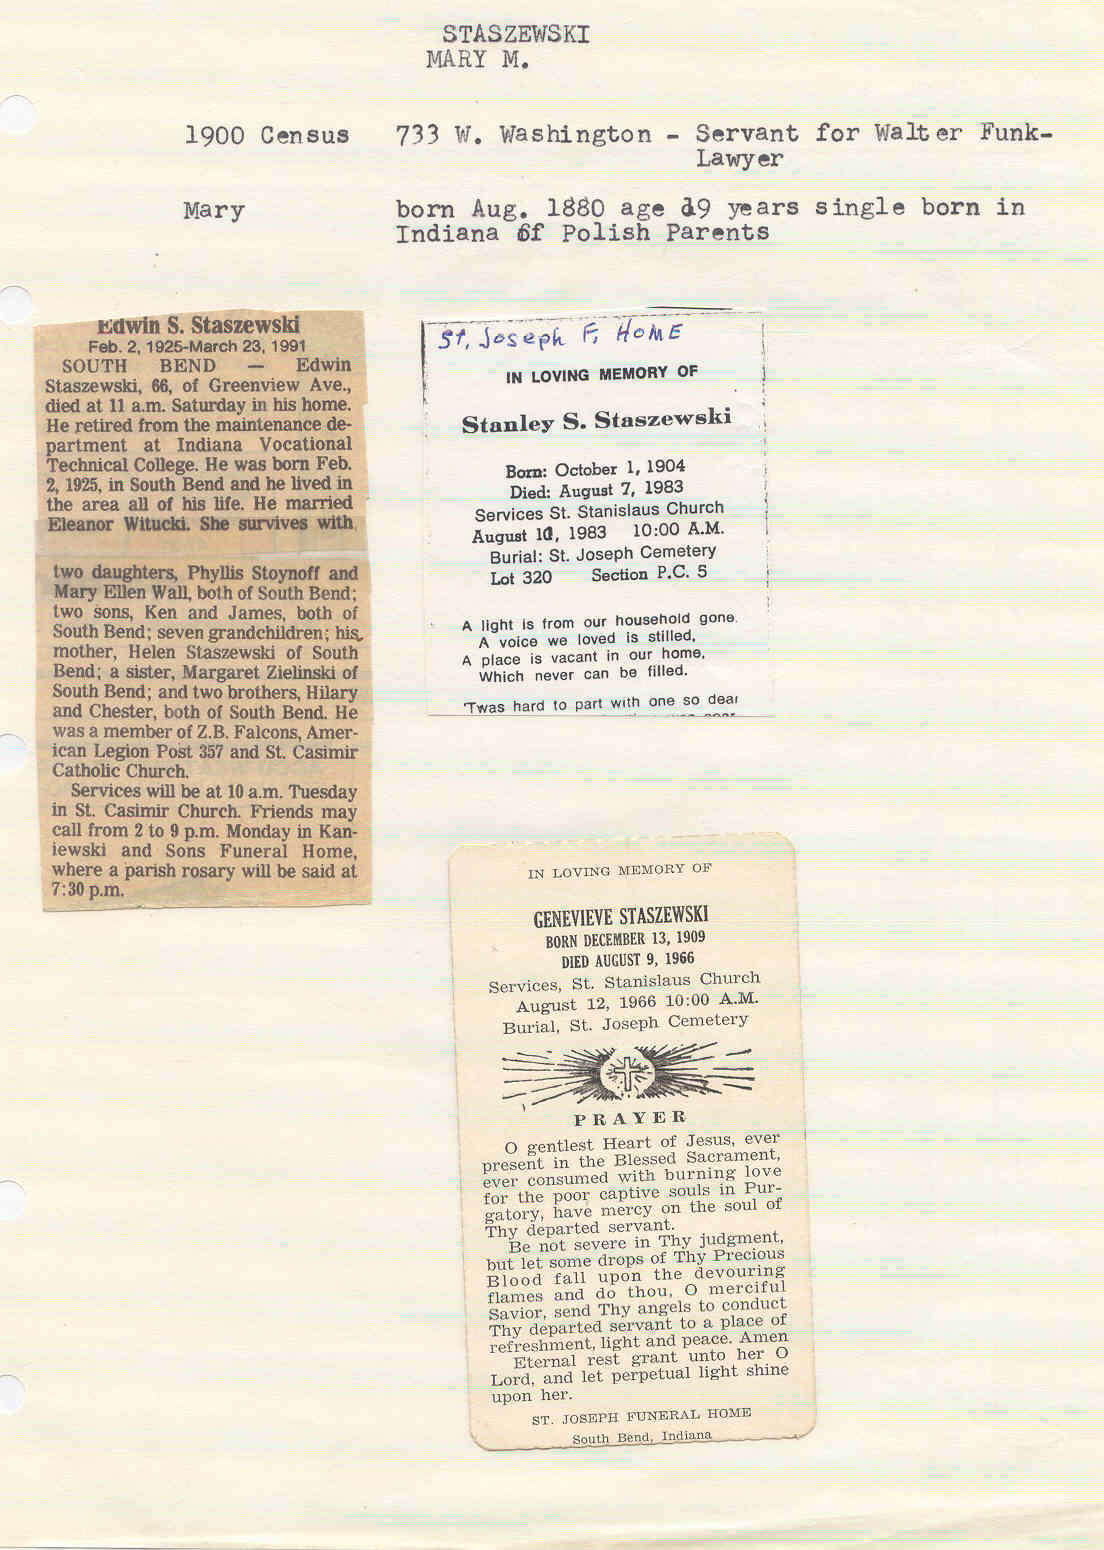 STASZEWSKI
MARY M.
1900 Census 733 W. Washington - Servant for Walter Funk-
Lawyer
Mary born Aug. 1880 age 19 years single born in
Indiana of Polish Parents
Edwin S. Staszewski
Feb. 2, 1925-March 23, 1991
SOUTH BEND — Edwin
Staszewski, 66, of Greenview Ave.,
died at 11 a.m. Saturday in his home.
He retired from the maintenance de-
partment at Indiana Vocational
Technical College. He was born Feb.
2, 1925, in South Bend and he lived in
the area all of his life. He married
Eleanor Witucki. She survives with
two daughters, Phyllis Stoynoff and
Mary Ellen Wall, both of South Bend;
two sons, Ken and James, both of
South Bend; seven grandchildren; his
mother, Helen Staszewski of South
Bend; a sister, Margaret Zielinski of
South Bend; and two brothers, Hilary
and Chester, both of South Bend. He
was a member of Z.B. Falcons, Amer-
ican Legion Post 357 and St. Casimir
Catholic Church.
Services will be at 10 a.m. Tuesday
in St. Casimir Church. Friends may
call from 2 to 9 p.m. Monday in Kan-
iewski and Sons Funeral Home,
where a parish rosary will be said at
7:30 p.m.
St. Joseph F. HOME
IN LOVING MEMORY OF
Stanley S. Staszewski
Born: October 1, 1904
Died: August 7, 1983
Services St. Stanislaus Church
August 10, 1983 10:00 A.M.
Burial: St. Joseph Cemetery
Lot 320 Section P.C. 5
A light is from our household gone.
A voice we loved is stilled,
A place is vacant in our home,
Which never can be filled.
'Twas hard to part with one so dear
IN LOVING MEMORY OF
GENEVIEVE STASZEWSKI
BORN DECEMBER 13, 1909
DIED AUGUST 9, 1966
Services, St. Stanislaus Church
August 12, 1966 10:00 A.M.
Burial, St. Joseph Cemetery
PRAYER
O gentlest Heart of Jesus, ever
present in the Blessed Sacrament,
ever consumed with burning love
for the poor captive souls in Pur-
gatory, have mercy on the soul of
Thy departed servant.
Be not severe in Thy judgment,
but let some drops of Thy Precious
Blood fall upon the devouring
flames and do thou, O merciful
Savior, send Thy angels to conduct
Thy departed servant to a place of
refreshment, light and peace. Amen
Eternal rest grant unto her O
Lord, and let perpetual light shine
upon her.
ST. JOSEPH FUNERAL HOME
South Bend, Indiana